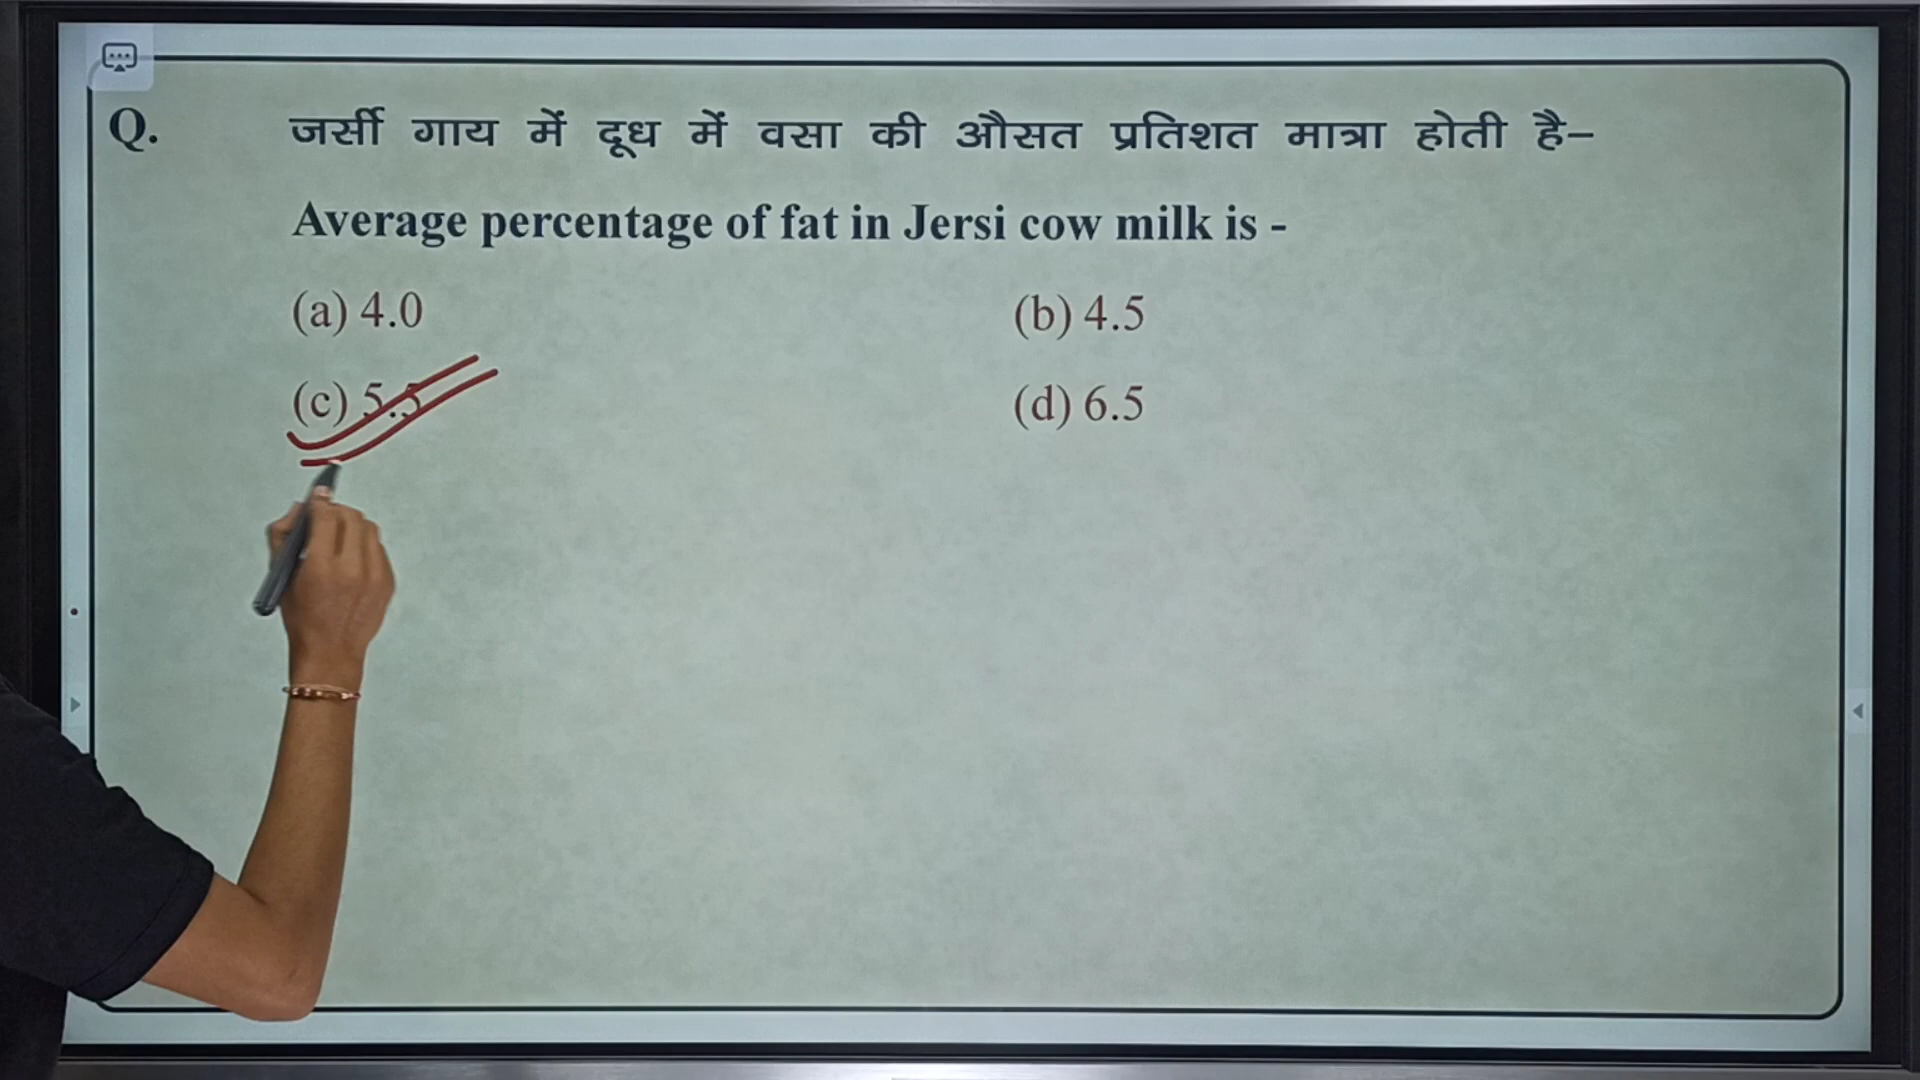 Q. जर्सी गाय में दूध में वसा की औसत प्रतिशत मात्रा होती है–
Average percentage of fat in Jersi cow milk is -
(a) 4.0 (b) 4.5
(c) 5.5 (d) 6.5